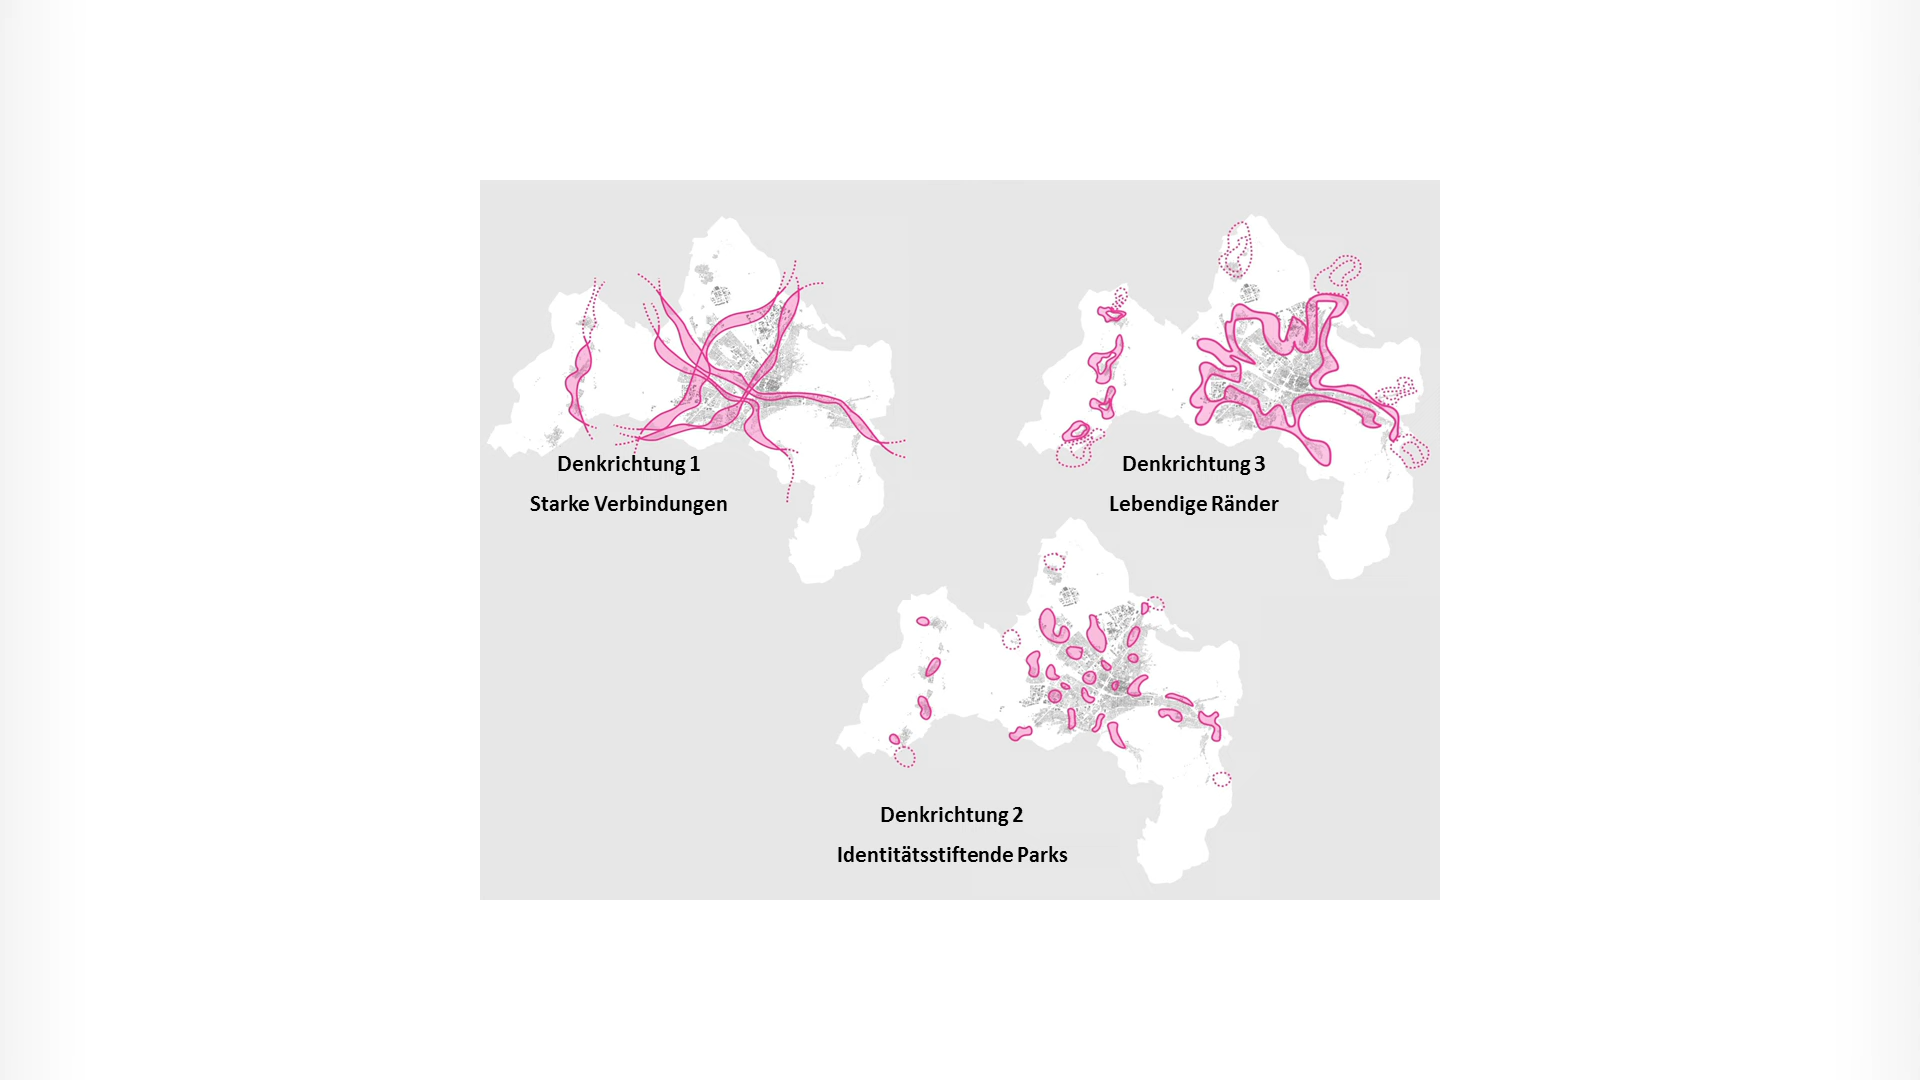 Denkrichtung 1
Starke Verbindungen
Denkrichtung 3
Lebendige Ränder
Denkrichtung 2
Identitätsstiftende Parks